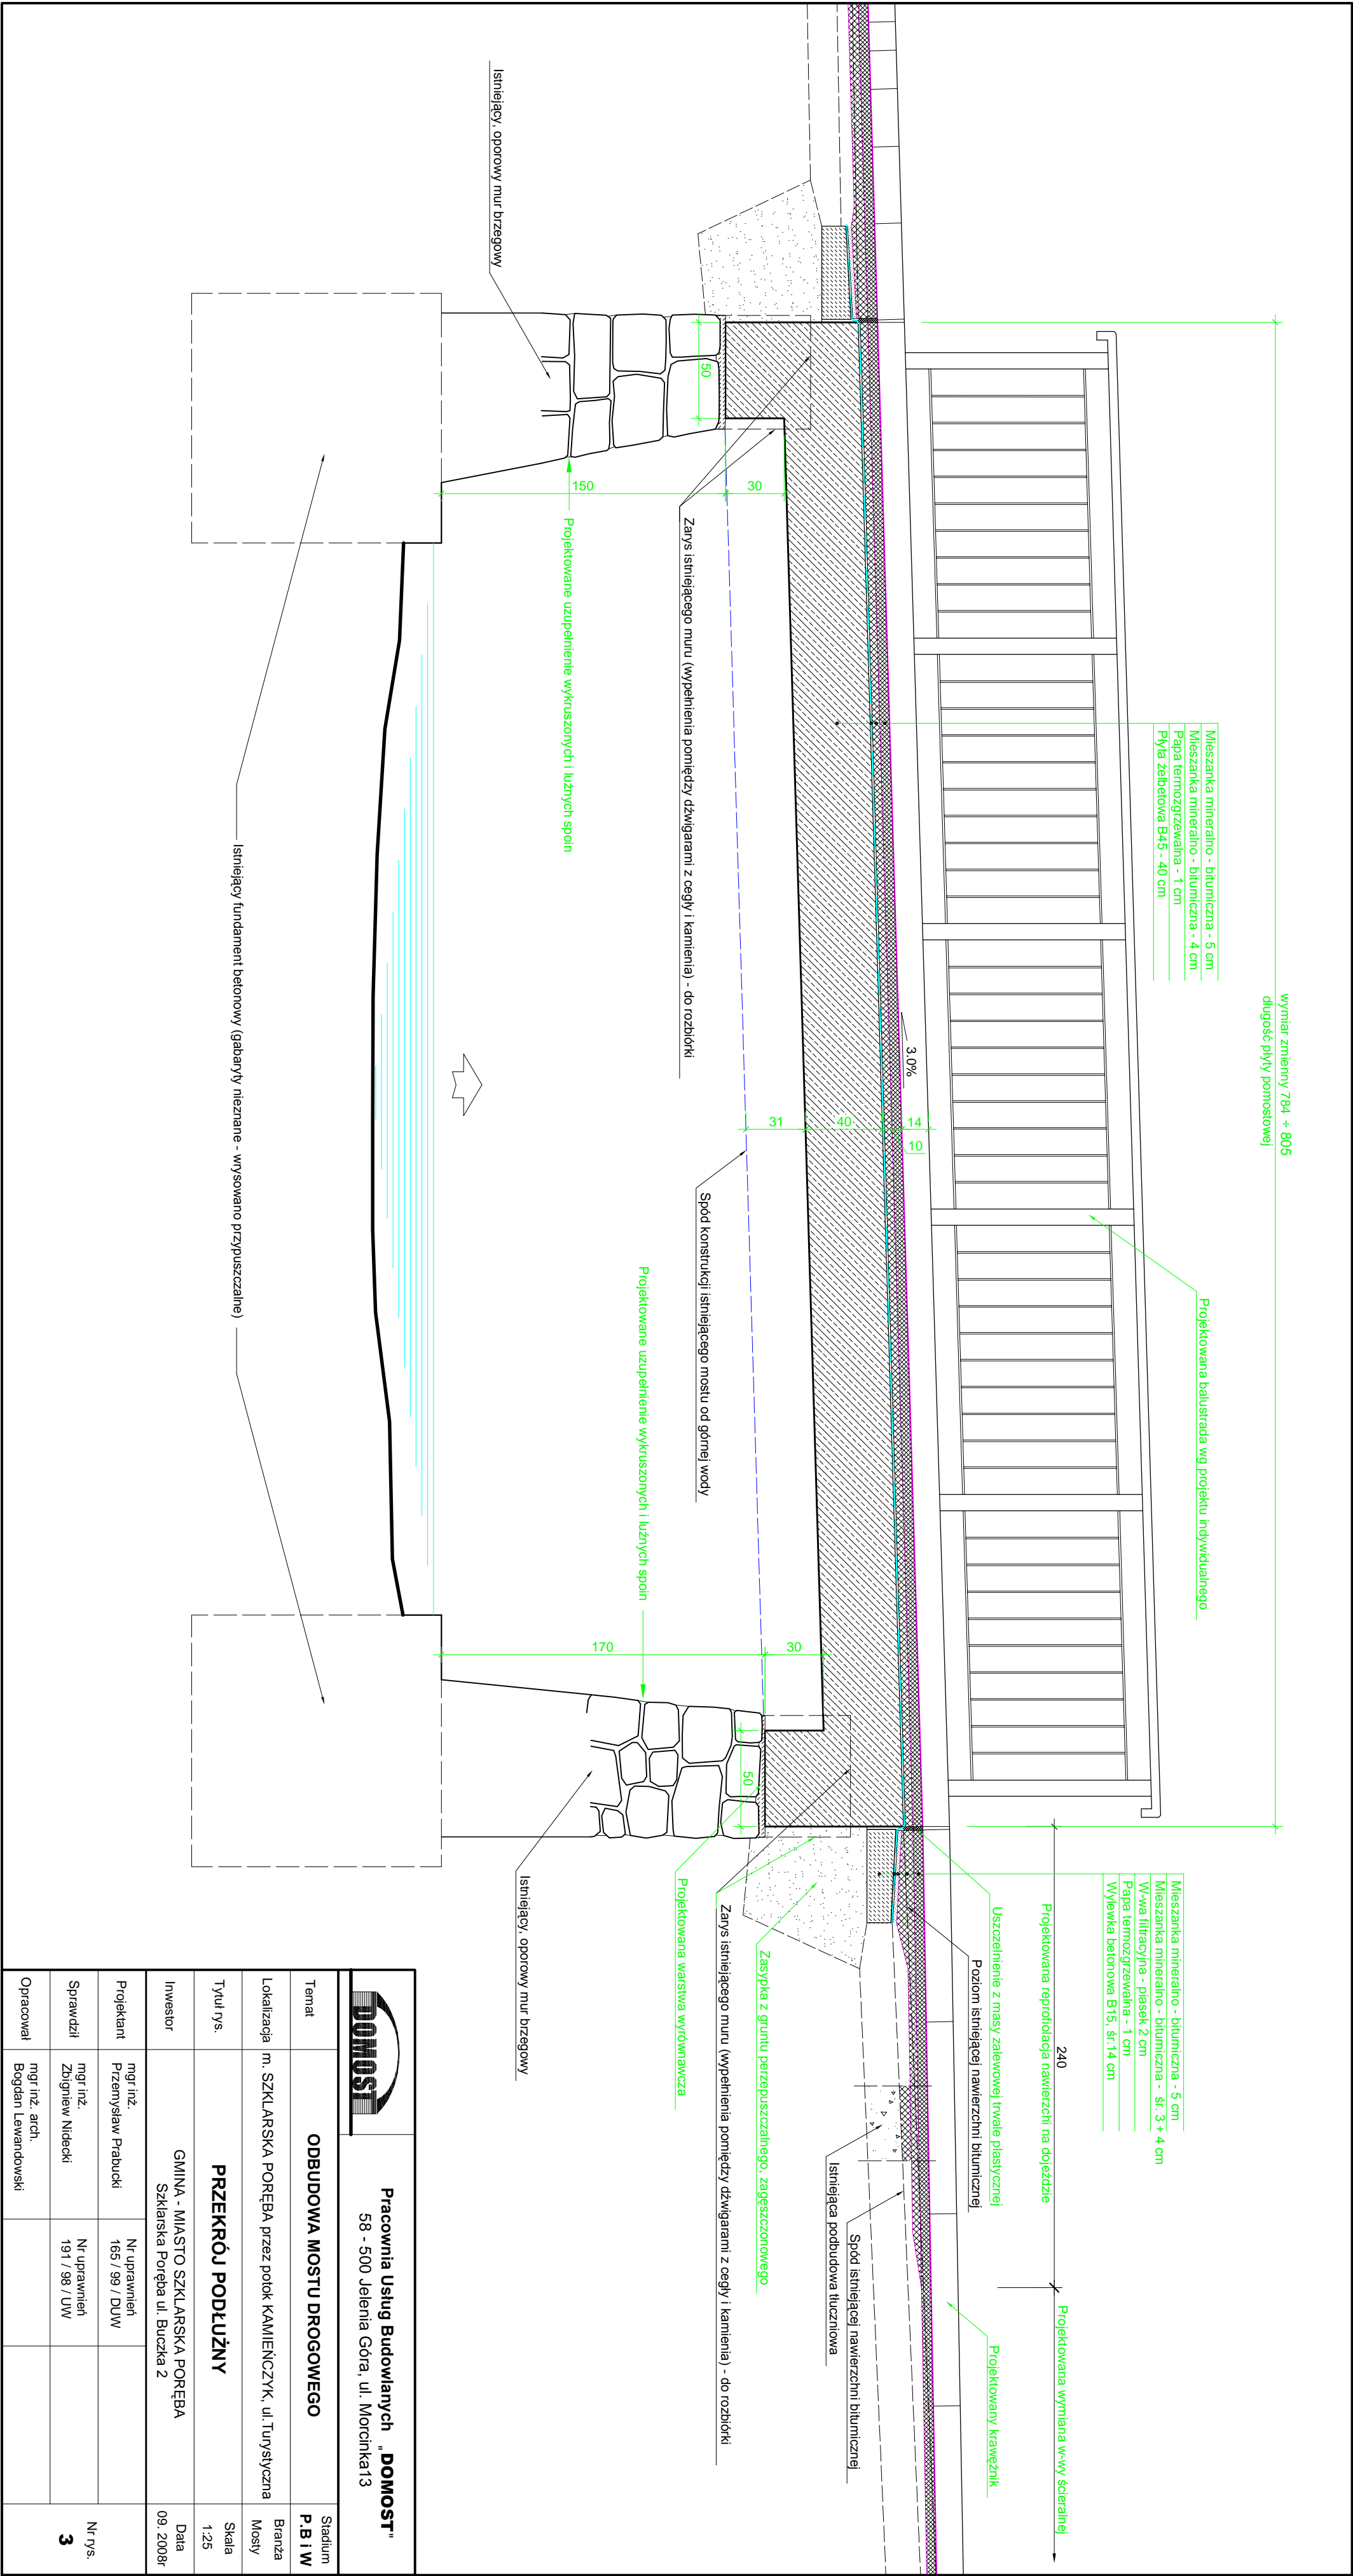 wymiar zmienny 784 ÷ 805
długość płyty pomostowej
Mieszanka mineralno - bitumiczna - 5 cm
Mieszanka mineralno - bitumiczna - 4 cm
Papa termozgrzewalna - 1 cm
Płyta żelbetowa B45 - 40 cm
Projektowana balustrada wg projektu indywidualnego
Mieszanka mineralno - bitumiczna - 5 cm
Mieszanka mineralno - bitumiczna - śr. 3 + 4 cm
W-wa filtracyjna - piasek 2 cm
Papa termozgrzewalna - 1 cm
Wylewka betonowa B15, śr.14 cm
240
Projektowana reprofiolacja nawierzchni na dojeździe
Projektowana wymiana w-wy ścieralnej
Uszczelnienie z masy zalewowej trwale plastycznej
Projektowany krawężnik
Poziom istniejącej nawierzchni bitumicznej
Spód istniejącej nawierzchni bitumicznej
Istniejąca podbudowa tłuczniowa
3.0%
14
10
40
31
Zasypka z gruntu przepuszczalnego, zagęszczonowego
Zarys istniejącego muru (wypełnienia pomiędzy dźwigarami z cegły i kamienia) - do rozbiórki
Spód konstrukcji istniejącego mostu od górnej wody
Zarys istniejącego muru (wypełnienia pomiędzy dźwigarami z cegły i kamienia) - do rozbiórki
50
30
150
30
170
50
Projektowana warstwa wyrównawcza
Projektowane uzupełnienie wykruszonych i luźnych spoin
Projektowane uzupełnienie wykruszonych i luźnych spoin
Istniejący, oporowy mur brzegowy
Istniejący, oporowy mur brzegowy
Istniejący fundament betonowy (gabaryty nieznane - wrysowano przypuszczalne)
DOMOST
Pracownia Usług Budowlanych „DOMOST"
58 - 500 Jelenia Góra, ul. Morcinka13
Temat
ODBUDOWA MOSTU DROGOWEGO
Stadium
P.B i W
Lokalizacja
m. SZKLARSKA PORĘBA przez potok KAMIEŃCZYK, ul.Turystyczna
Branża
Mosty
Tytuł rys.
PRZEKRÓJ PODŁUŻNY
Skala
1:25
Inwestor
GMINA - MIASTO SZKLARSKA PORĘBA
Szklarska Poręba ul. Buczka 2
Data
09. 2008r
Projektant
mgr inż.
Przemysław Prabucki
Nr uprawnień
165 / 99 / DUW
Sprawdził
mgr inż.
Zbigniew Nidecki
Nr uprawnień
191 / 98 / UW
Opracował
mgr inż. arch.
Bogdan Lewandowski
Nr rys.
3